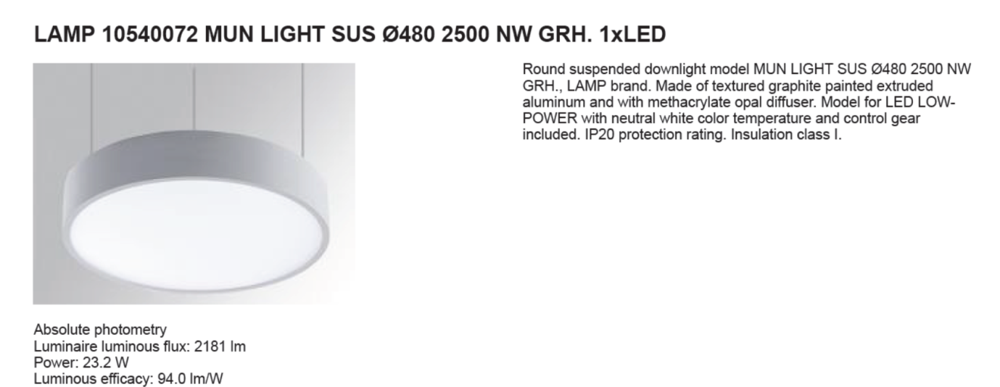 LAMP 10540072 MUN LIGHT SUS Ø480 2500 NW GRH. 1xLED
Round suspended downlight model MUN LIGHT SUS Ø480 2500 NW
GRH., LAMP brand. Made of textured graphite painted extruded
aluminum and with methacrylate opal diffuser. Model for LED LOW-
POWER with neutral white color temperature and control gear
included. IP20 protection rating. Insulation class I.
Absolute photometry
Luminaire luminous flux: 2181 lm
Power: 23.2 W
Luminous efficacy: 94.0 lm/W